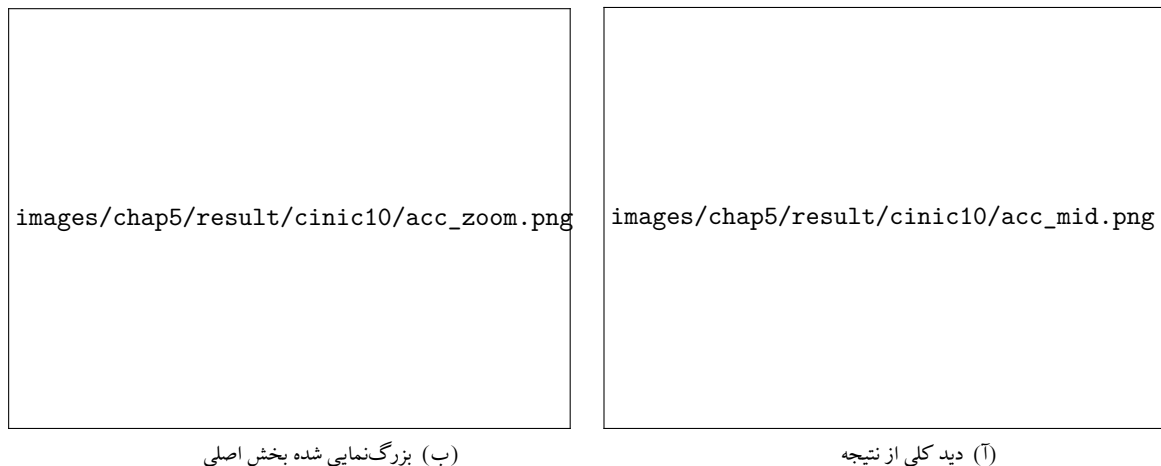 images/chap5/result/cinic10/acc_mid.png
images/chap5/result/cinic10/acc_zoom.png
(آ) دید کلی از نتیجه
(ب) بزرگ‌نمایی شده بخش اصلی